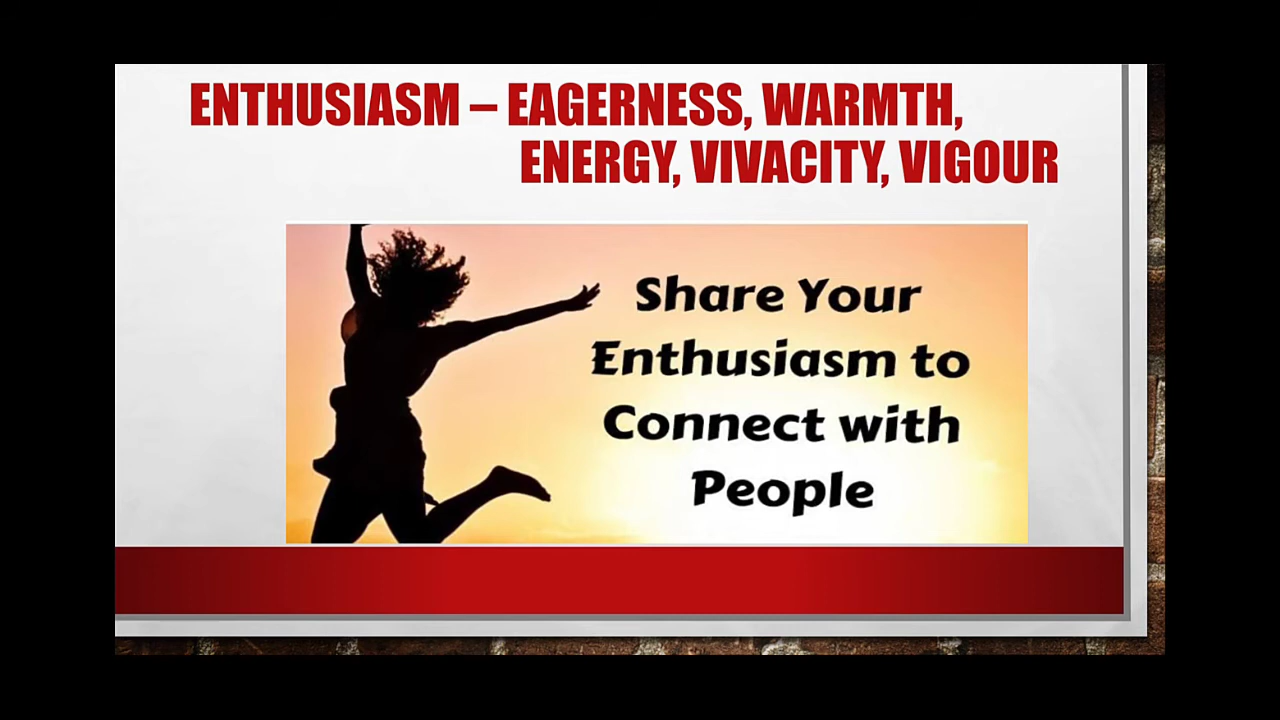 ENTHUSIASM – EAGERNESS, WARMTH,
ENERGY, VIVACITY, VIGOUR
Share Your
Enthusiasm to
Connect with
People